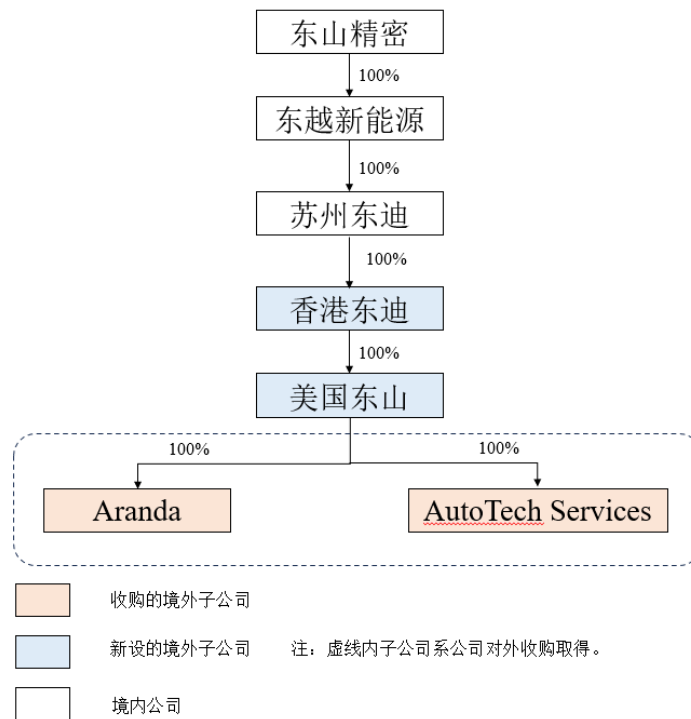 东山精密
100%
东越新能源
100%
苏州东迪
100%
香港东迪
100%
美国东山
100%
100%
Aranda
AutoTech Services
收购的境外子公司
新设的境外子公司
注：虚线内子公司系公司对外收购取得。
境内公司